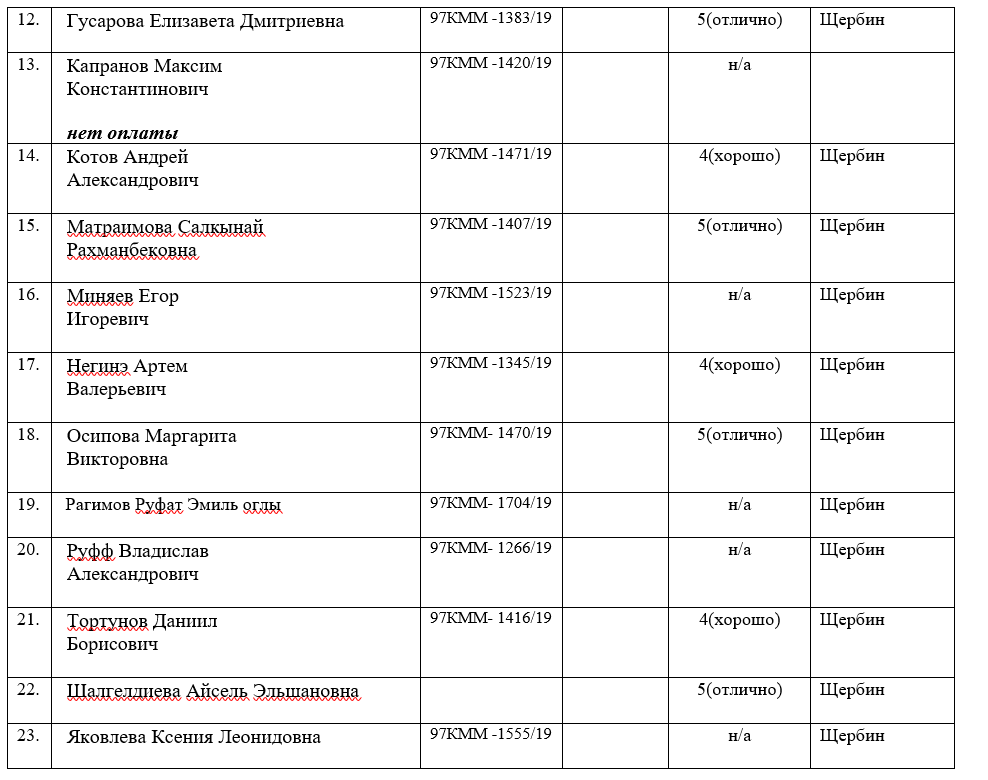 12. Гусарова Елизавета Дмитриевна 97КММ -1383/19 5(отлично) Щербин
13. Капранов Максим 97КММ -1420/19 н/а
Константинович
нет оплаты
14. Котов Андрей 97КММ -1471/19 4(хорошо) Щербин
Александрович
15. Матраимова Салкынай 97КММ -1407/19 5(отлично) Щербин
Рахманбековна
16. Миняев Егор 97КММ -1523/19 н/а Щербин
Игоревич
17. Негинэ Артем 97КММ -1345/19 4(хорошо) Щербин
Валерьевич
18. Осипова Маргарита 97КММ- 1470/19 5(отлично) Щербин
Викторовна
19. Рагимов Руфат Эмиль оглы 97КММ- 1704/19 н/а Щербин
20. Руфф Владислав 97КММ- 1266/19 н/а Щербин
Александрович
21. Тортунов Даниил 97КММ- 1416/19 4(хорошо) Щербин
Борисович
22. Шалгелдиева Айсель Эльшановна 5(отлично) Щербин
23. Яковлева Ксения Леонидовна 97КММ -1555/19 н/а Щербин